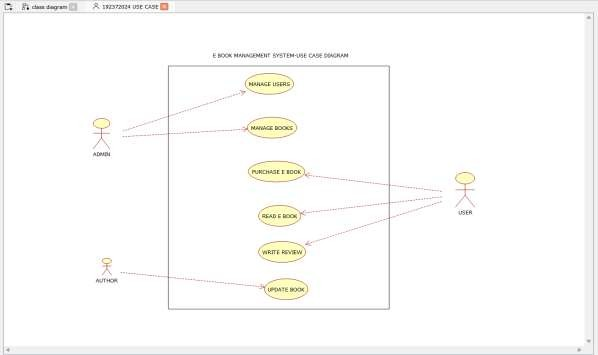 class diagram
192372024 USE CASE
E BOOK MANAGEMENT SYSTEM-USE CASE DIAGRAM
MANAGE USERS
MANAGE BOOKS
ADMIN
PURCHASE E BOOK
READ E BOOK
USER
WRITE REVIEW
AUTHOR
UPDATE BOOK